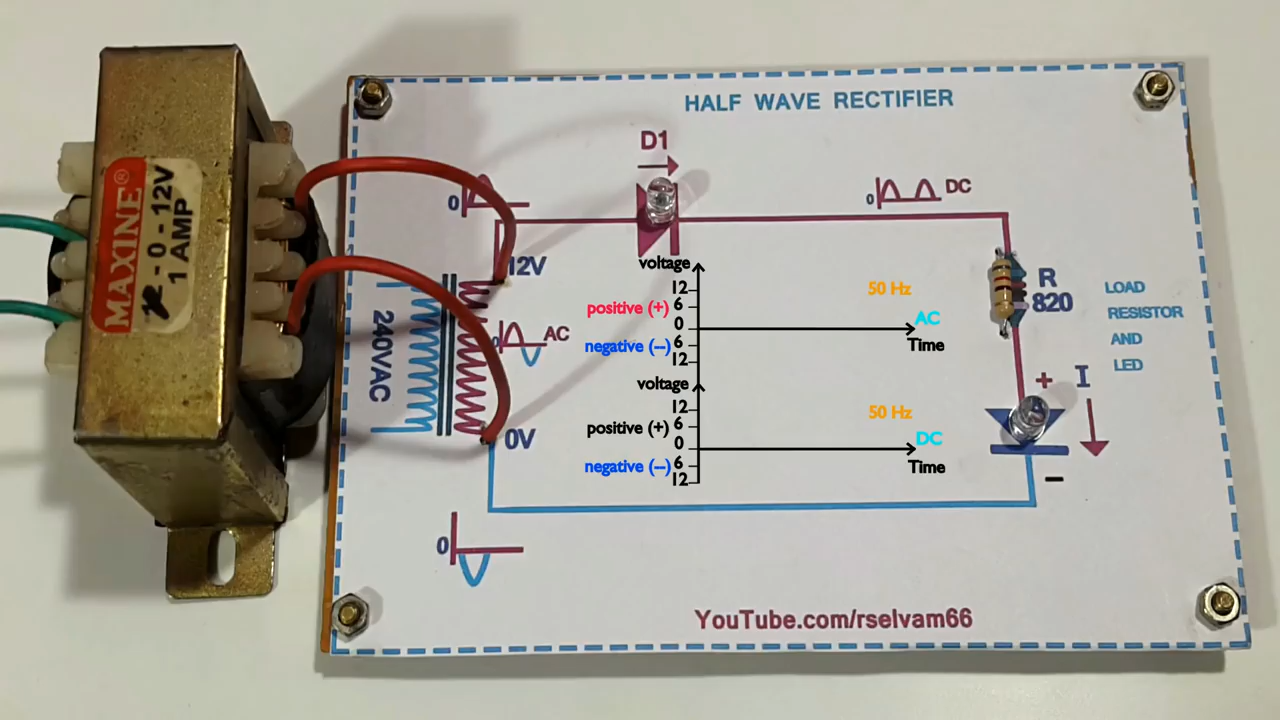 HALF WAVE RECTIFIER
D1
MAXINE®
- 0 - 12V
1 AMP
0
0 DC
12V
240VAC
0 AC
0V
0
voltage
12
6
positive (+)
0
negative (--)
6
12
50 Hz
AC
Time
voltage
12
6
positive (+)
0
negative (--)
6
12
50 Hz
DC
Time
R
820
LOAD
RESISTOR
AND
LED
+ I
−
YouTube.com/rselvam66